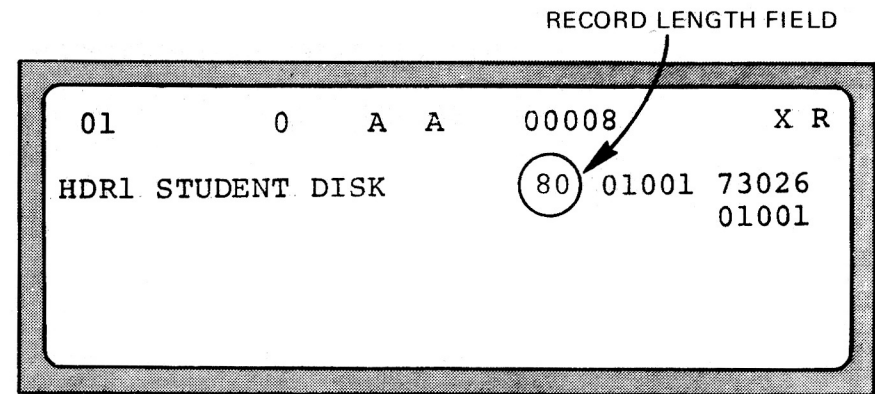 RECORD LENGTH FIELD
01 0 A A 00008 X R
HDR1 STUDENT DISK 80 01001 73026
01001